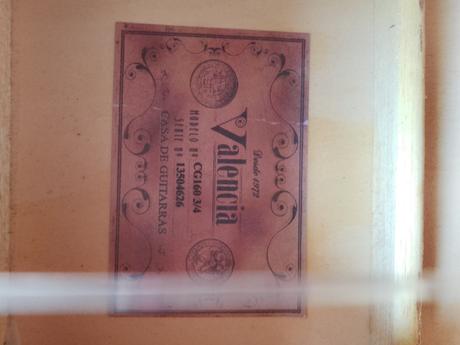 Desde 1972
Valencia
MODELO Nº CG160 3/4
SERIE Nº 13504626
CASA DE GUITARRAS